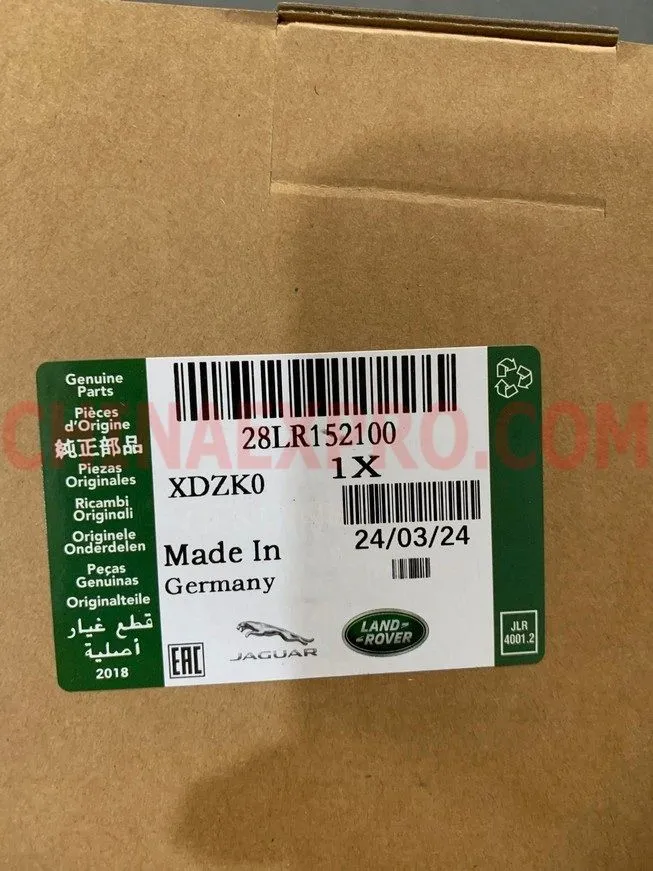 Genuine
Parts
Pièces
d'Origine
純正部品
Piezas
Originales
Ricambi
Originali
Originele
Onderdelen
Peças
Genuinas
Originalteile
قطع غيار
أصلية
2018
28LR152100
1X
XDZK0
24/03/24
Made In
Germany
EAC
JAGUAR
LAND-
-ROVER
JLR
4001.2
CHINAEXPRO.COM